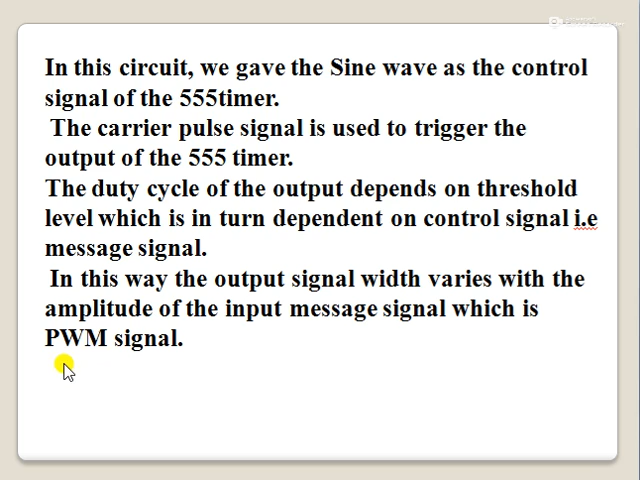 In this circuit, we gave the Sine wave as the control
signal of the 555timer.
The carrier pulse signal is used to trigger the
output of the 555 timer.
The duty cycle of the output depends on threshold
level which is in turn dependent on control signal i.e
message signal.
In this way the output signal width varies with the
amplitude of the input message signal which is
PWM signal.